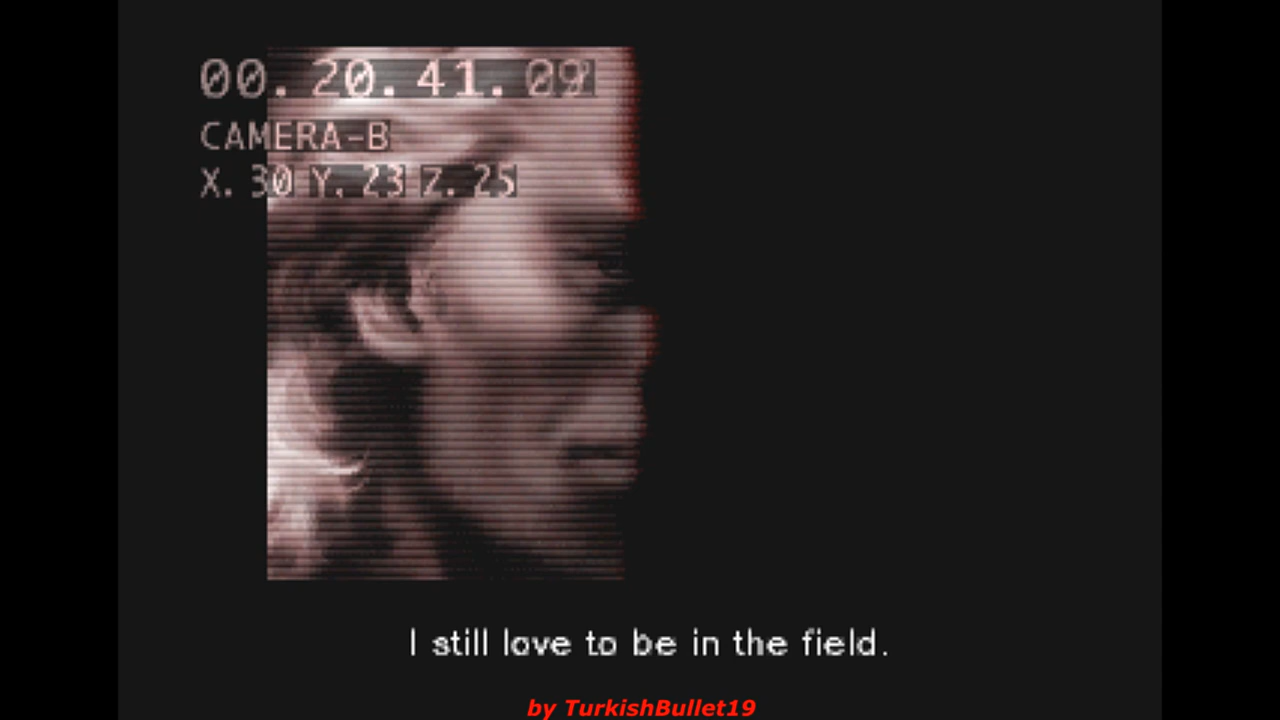 00.20.41.09
CAMERA-B
X.30 Y.23 Z.25
I still love to be in the field.
by TurkishBullet19